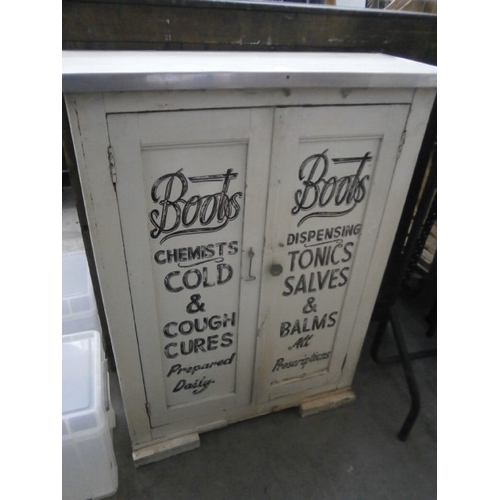 Boots
CHEMISTS
COLD
&
COUGH
CURES
Prepared
Daily.
Boots
DISPENSING
TONICS
SALVES
&
BALMS
All
Prescriptions